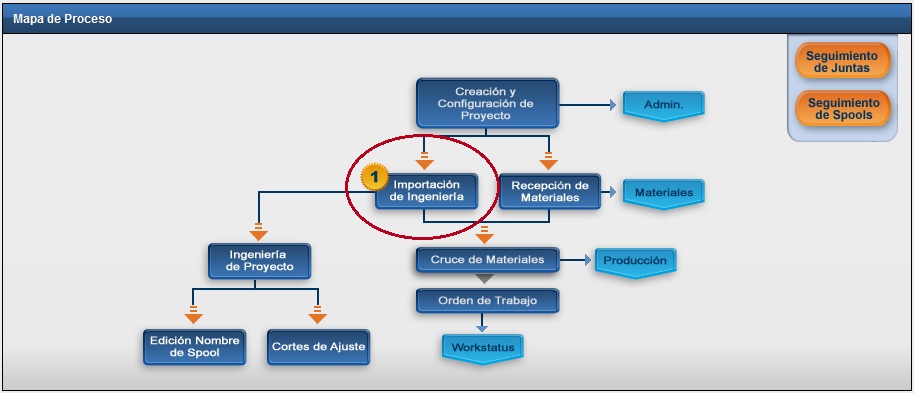 Mapa de Proceso
Seguimiento
de Juntas
Seguimiento
de Spools
Creación y
Configuración de
Proyecto
Admin.
1
Importación
de Ingeniería
Recepción de
Materiales
Materiales
Ingeniería
de Proyecto
Cruce de Materiales
Producción
Orden de Trabajo
Edición Nombre
de Spool
Cortes de Ajuste
Workstatus